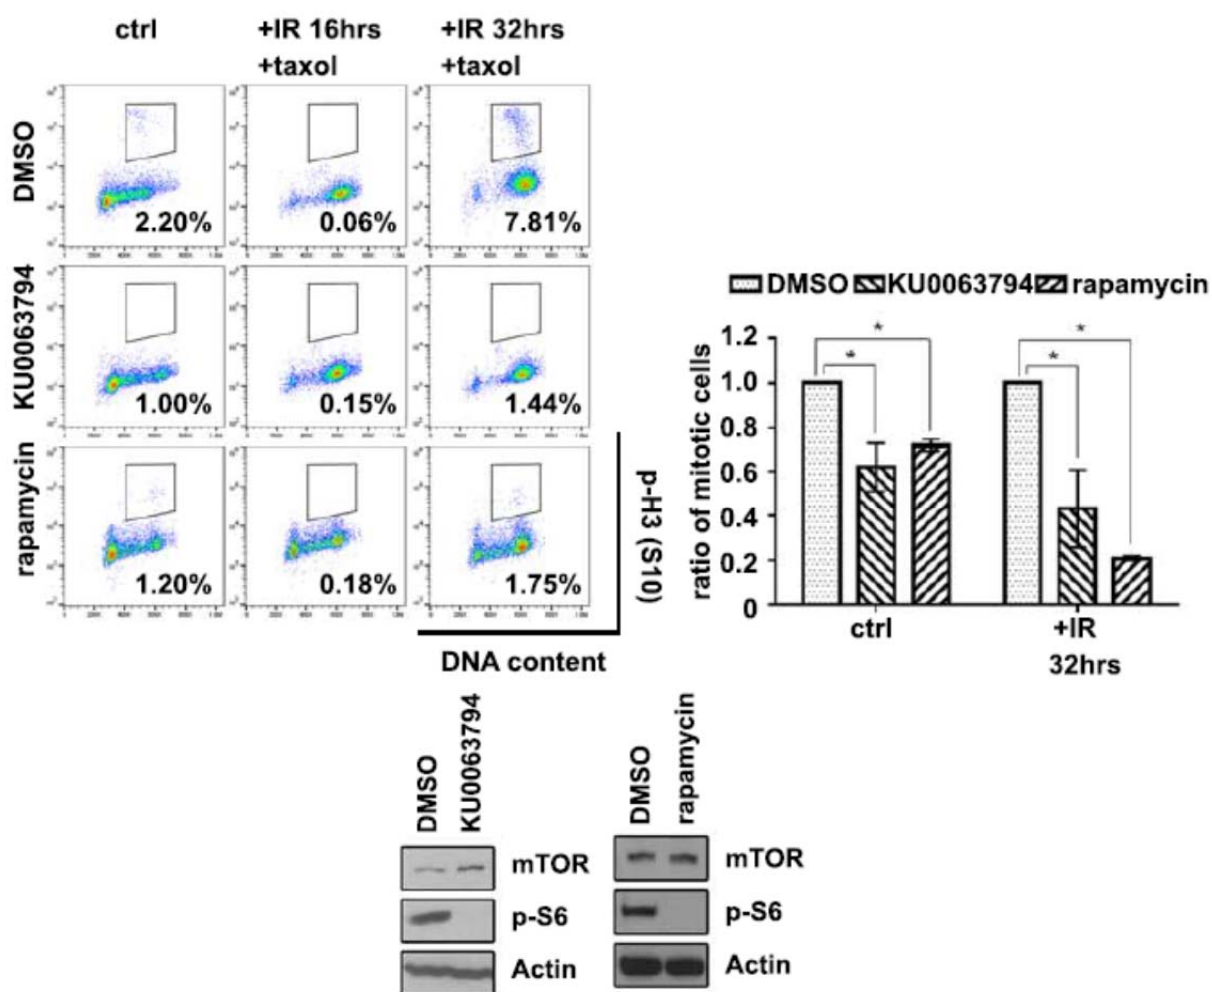 ctrl
+IR 16hrs
+taxol
+IR 32hrs
+taxol
DMSO
2.20%
0.06%
7.81%
KU0063794
1.00%
0.15%
1.44%
rapamycin
1.20%
0.18%
1.75%
p-H3 (S10)
DNA content
DMSO KU0063794 rapamycin
ratio of mitotic cells
1.2
1.0
0.8
0.6
0.4
0.2
0
*
*
*
*
ctrl
+IR
32hrs
DMSO
KU0063794
mTOR
p-S6
Actin
DMSO
rapamycin
mTOR
p-S6
Actin